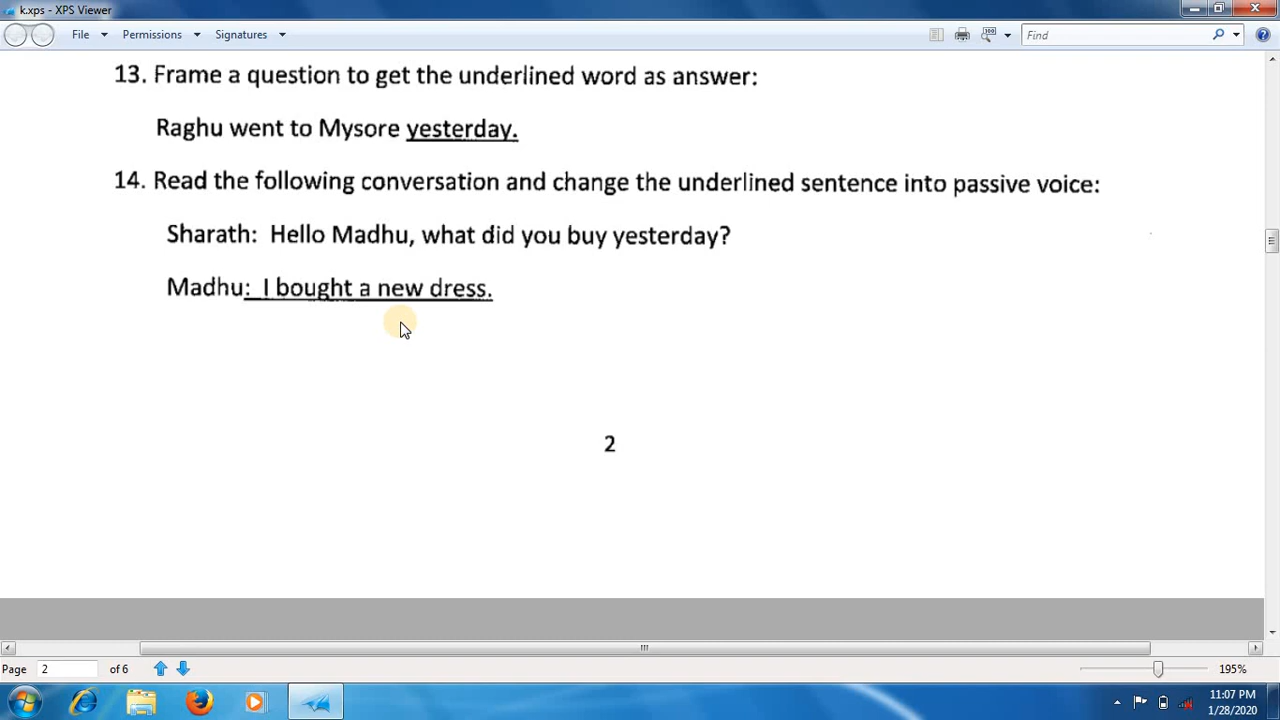 k.xps - XPS Viewer
File Permissions Signatures Find
13. Frame a question to get the underlined word as answer:
Raghu went to Mysore yesterday.
14. Read the following conversation and change the underlined sentence into passive voice:
Sharath: Hello Madhu, what did you buy yesterday?
Madhu: I bought a new dress.
2
Page 2 of 6 195%
11:07 PM
1/28/2020